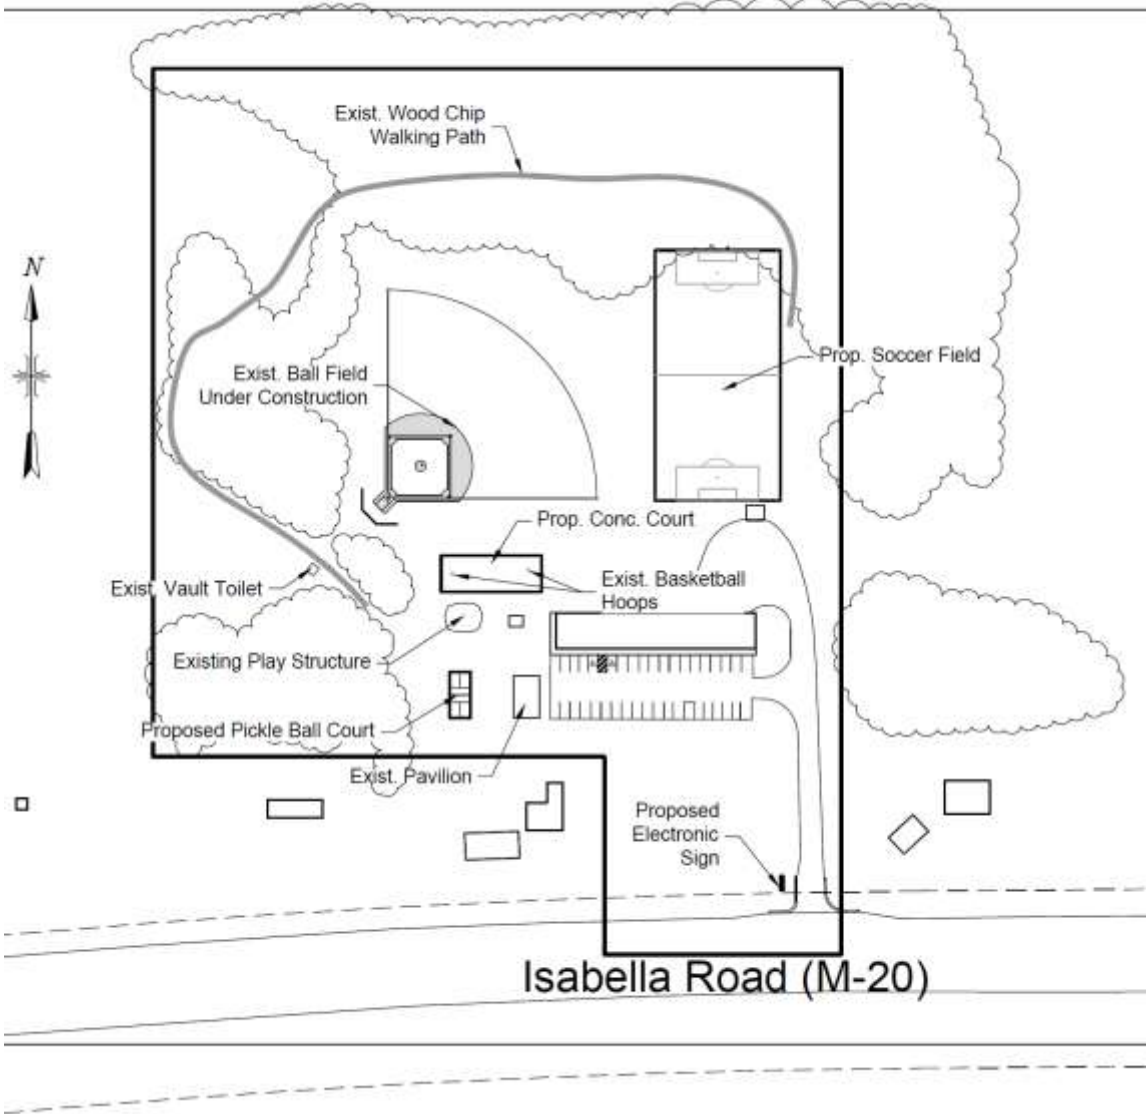 Exist. Wood Chip
Walking Path
N
Prop. Soccer Field
Exist. Ball Field
Under Construction
Prop. Conc. Court
Exist. Vault Toilet
Exist. Basketball
Hoops
Existing Play Structure
Proposed Pickle Ball Court
Exist. Pavilion
Proposed
Electronic
Sign
Isabella Road (M-20)